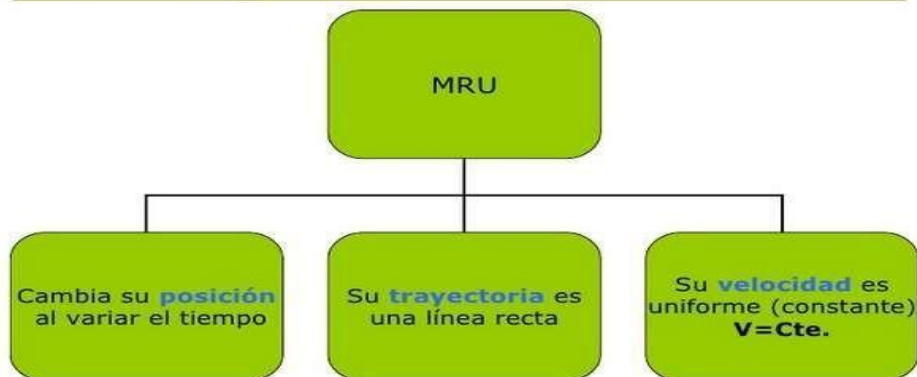 MRU
Cambia su posición
al variar el tiempo
Su trayectoria es
una línea recta
Su velocidad es
uniforme (constante)
V=Cte.